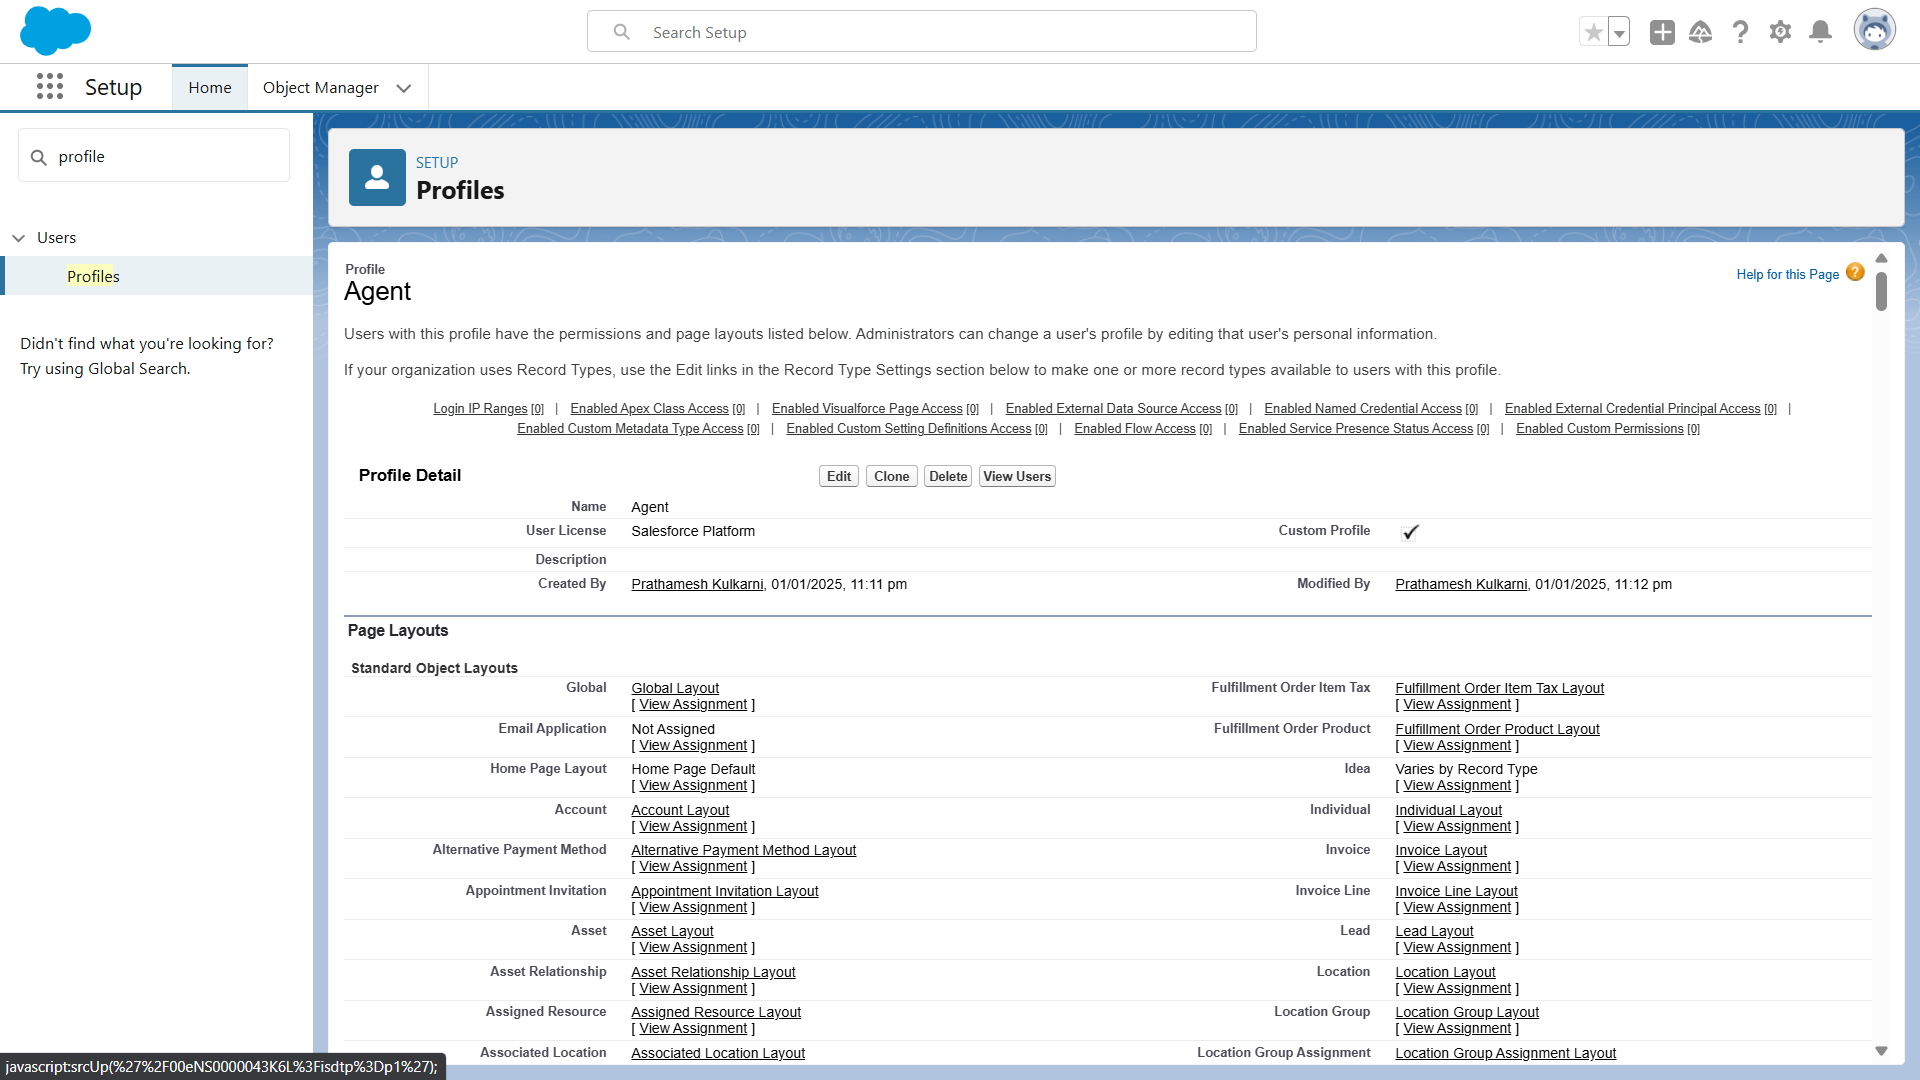 Search Setup
Setup
Home
Object Manager
profile
Users
Profiles
Didn't find what you're looking for?
Try using Global Search.
SETUP
Profiles
Profile
Agent
Help for this Page
Users with this profile have the permissions and page layouts listed below. Administrators can change a user's profile by editing that user's personal information.
If your organization uses Record Types, use the Edit links in the Record Type Settings section below to make one or more record types available to users with this profile.
Login IP Ranges [0] | Enabled Apex Class Access [0] | Enabled Visualforce Page Access [0] | Enabled External Data Source Access [0] | Enabled Named Credential Access [0] | Enabled External Credential Principal Access [0] |
Enabled Custom Metadata Type Access [0] | Enabled Custom Setting Definitions Access [0] | Enabled Flow Access [0] | Enabled Service Presence Status Access [0] | Enabled Custom Permissions [0]
Profile Detail
Edit Clone Delete View Users
Name Agent
User License Salesforce Platform Custom Profile
Description
Created By Prathamesh Kulkarni, 01/01/2025, 11:11 pm Modified By Prathamesh Kulkarni, 01/01/2025, 11:12 pm
Page Layouts
Standard Object Layouts
Global Global Layout Fulfillment Order Item Tax Fulfillment Order Item Tax Layout
[ View Assignment ] [ View Assignment ]
Email Application Not Assigned Fulfillment Order Product Fulfillment Order Product Layout
[ View Assignment ] [ View Assignment ]
Home Page Layout Home Page Default Idea Varies by Record Type
[ View Assignment ] [ View Assignment ]
Account Account Layout Individual Individual Layout
[ View Assignment ] [ View Assignment ]
Alternative Payment Method Alternative Payment Method Layout Invoice Invoice Layout
[ View Assignment ] [ View Assignment ]
Appointment Invitation Appointment Invitation Layout Invoice Line Invoice Line Layout
[ View Assignment ] [ View Assignment ]
Asset Asset Layout Lead Lead Layout
[ View Assignment ] [ View Assignment ]
Asset Relationship Asset Relationship Layout Location Location Layout
[ View Assignment ] [ View Assignment ]
Assigned Resource Assigned Resource Layout Location Group Location Group Layout
[ View Assignment ] [ View Assignment ]
Associated Location Associated Location Layout Location Group Assignment Location Group Assignment Layout
javascript:srcUp(%27%2F00eNS0000043K6L%3Fisdtp%3Dp1%27);